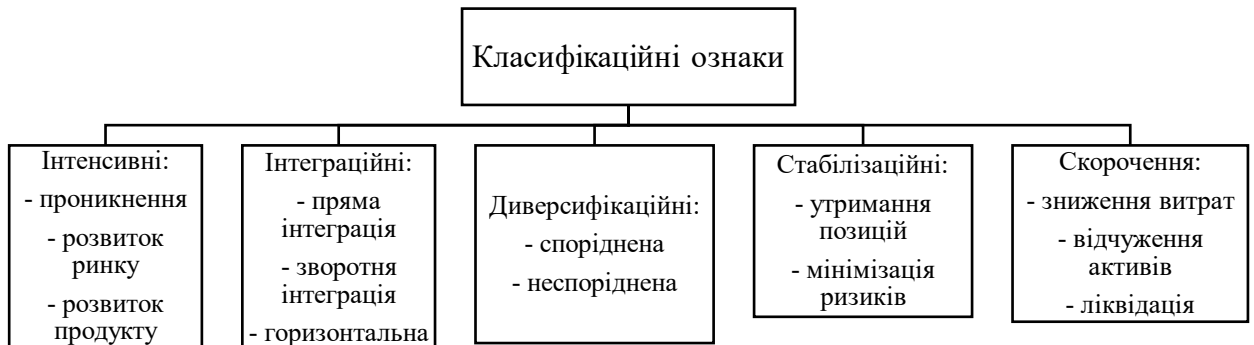 Класифікаційні ознаки
Інтенсивні:
- проникнення
- розвиток
ринку
- розвиток
продукту
Інтеграційні:
- пряма
інтеграція
- зворотня
інтеграція
- горизонтальна
Диверсифікаційні:
- споріднена
- неспоріднена
Стабілізаційні:
- утримання
позицій
- мінімізація
ризиків
Скорочення:
- зниження витрат
- відчуження
активів
- ліквідація